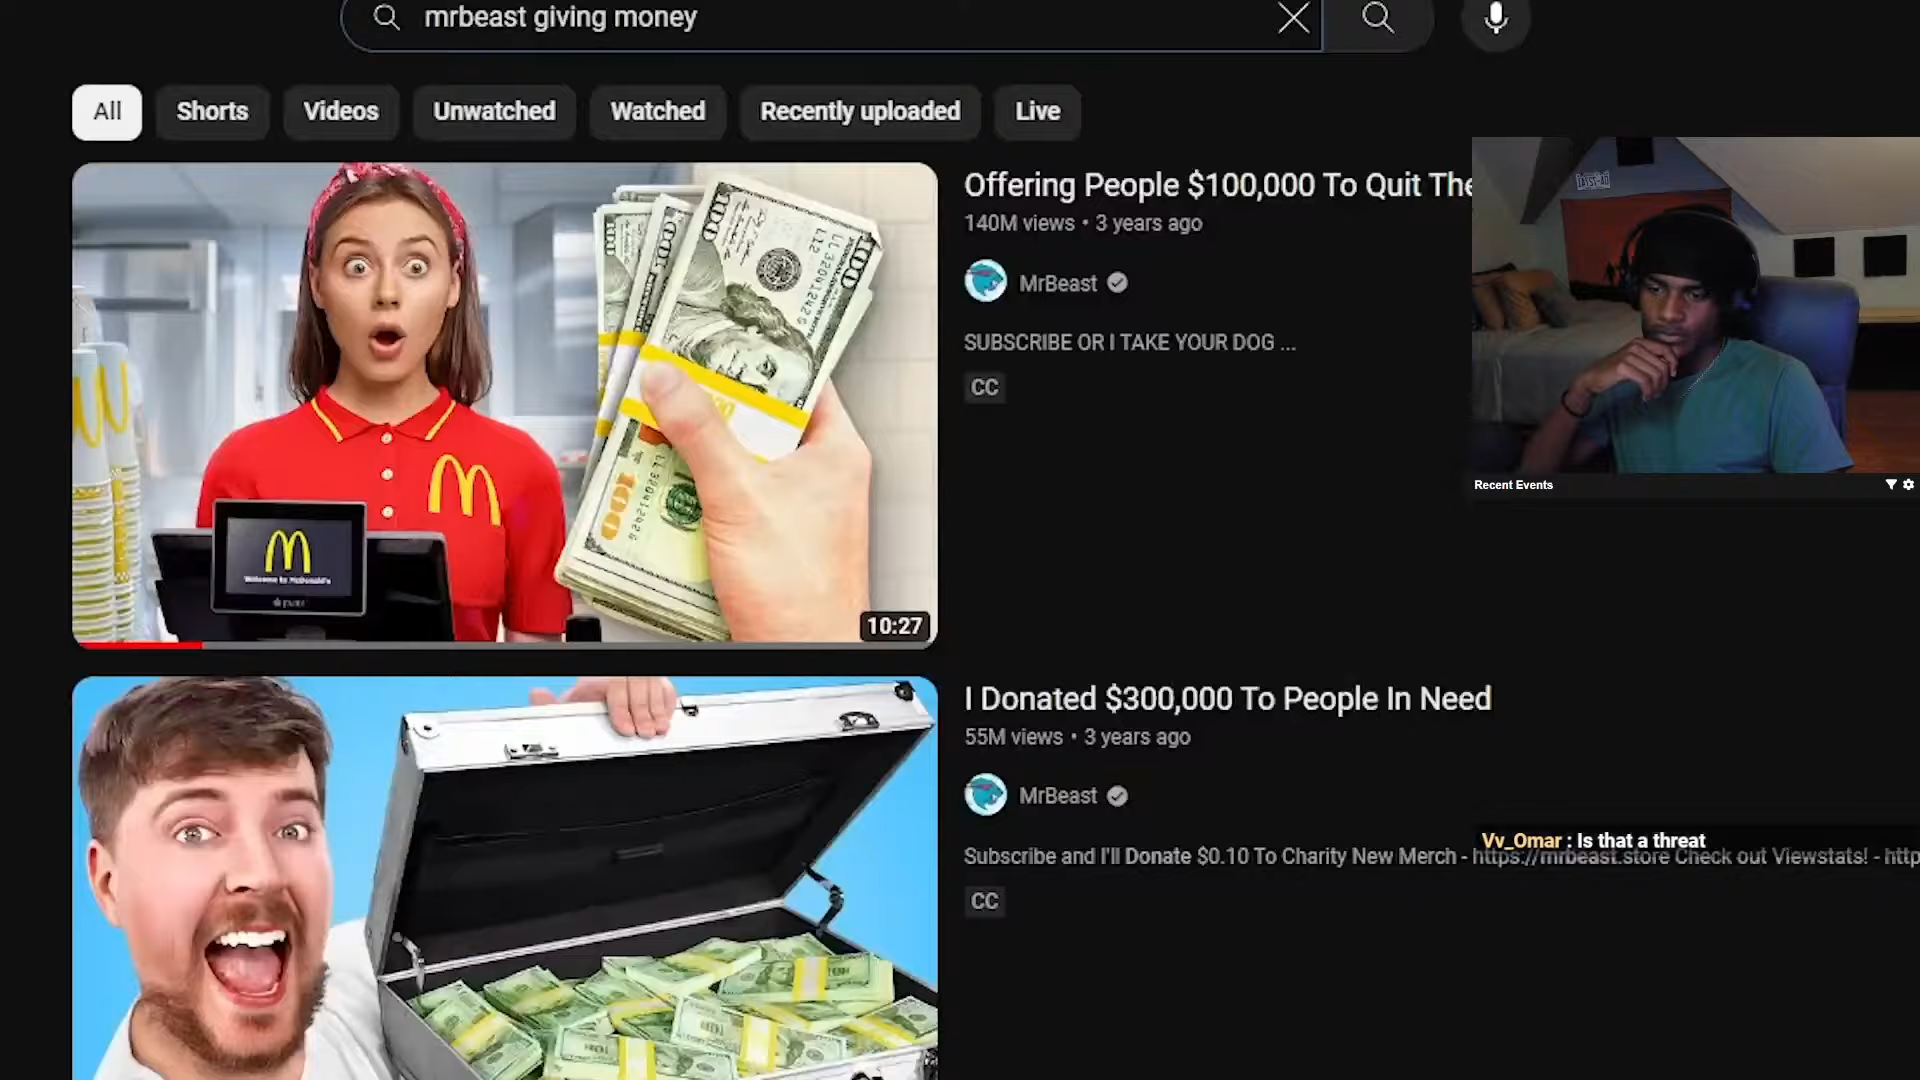 mrbeast giving money
All
Shorts
Videos
Unwatched
Watched
Recently uploaded
Live
Offering People $100,000 To Quit The
140M views • 3 years ago
MrBeast
SUBSCRIBE OR I TAKE YOUR DOG ...
CC
Welcome to McDonald's
10:27
Recent Events
I Donated $300,000 To People In Need
55M views • 3 years ago
MrBeast
Vv_Omar : Is that a threat
Subscribe and I'll Donate $0.10 To Charity New Merch - https://mrbeast.store Check out Viewstats! - http
CC